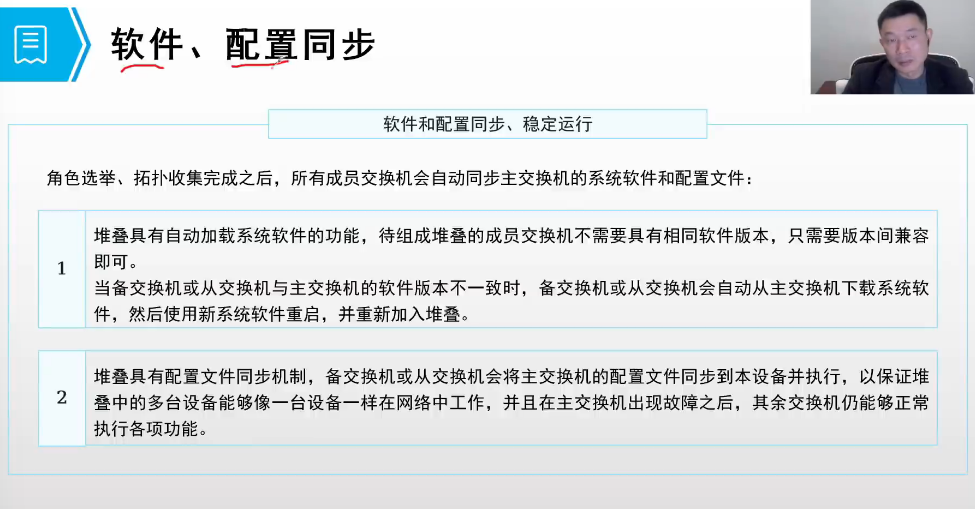 软件、配置同步
软件和配置同步、稳定运行
角色选举、拓扑收集完成之后，所有成员交换机会自动同步主交换机的系统软件和配置文件：
1
堆叠具有自动加载系统软件的功能，待组成堆叠的成员交换机不需要具有相同软件版本，只需要版本间兼容
即可。
当备交换机或从交换机与主交换机的软件版本不一致时，备交换机或从交换机会自动从主交换机下载系统软
件，然后使用新系统软件重启，并重新加入堆叠。
2
堆叠具有配置文件同步机制，备交换机或从交换机会将主交换机的配置文件同步到本设备并执行，以保证堆
叠中的多台设备能够像一台设备一样在网络中工作，并且在主交换机出现故障之后，其余交换机仍能够正常
执行各项功能。